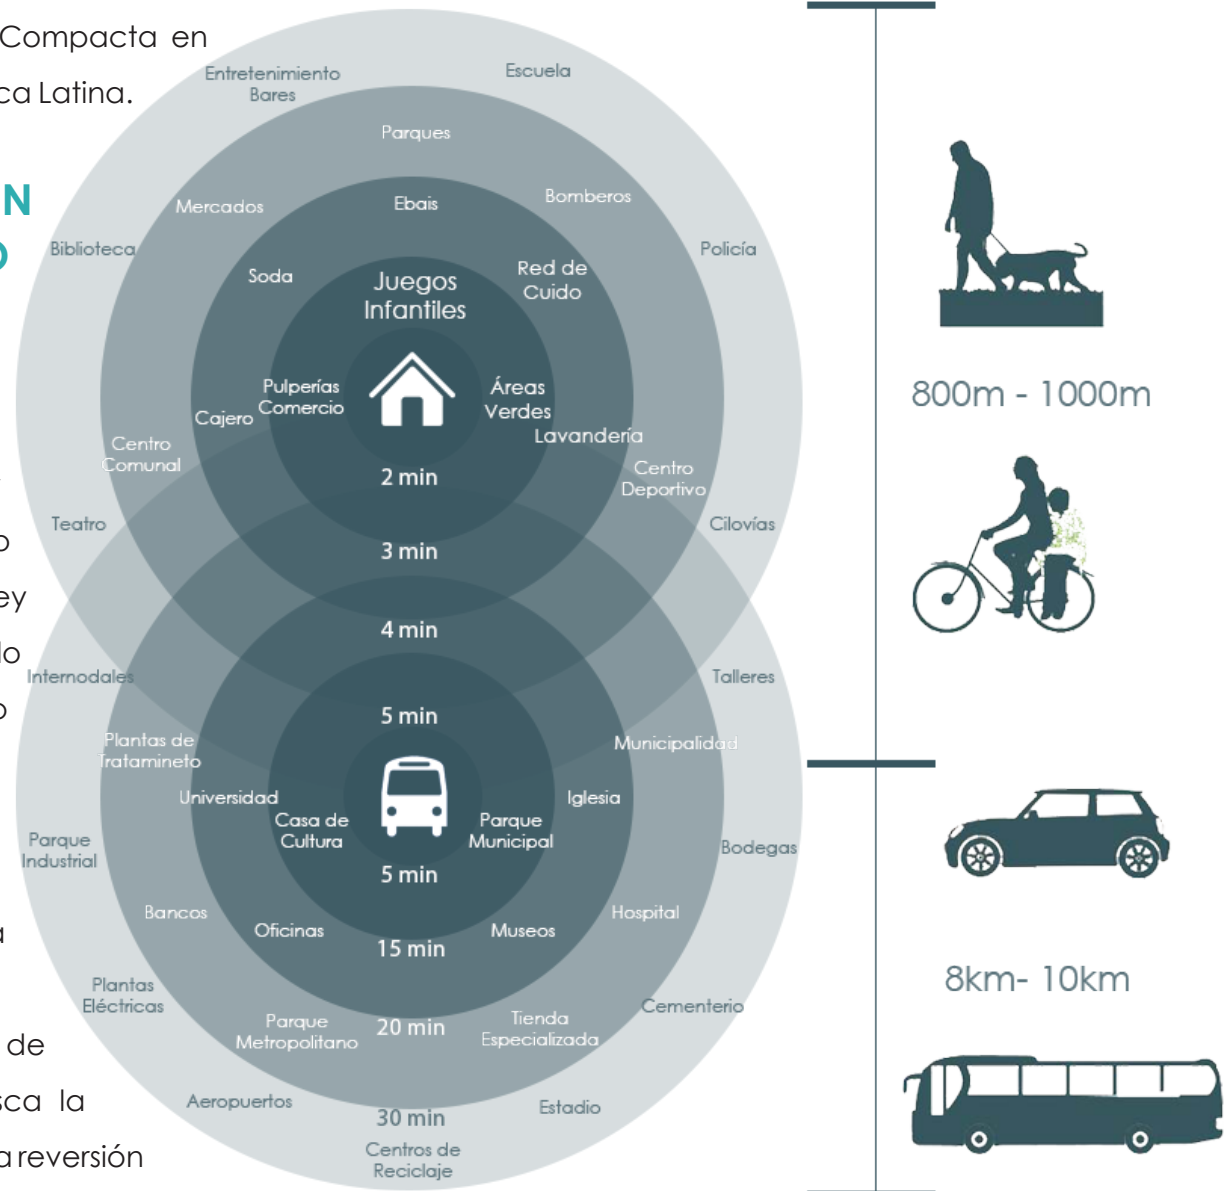 Compacta en
ca Latina.
N
O
o
ey
lo
o
a
de
sca la
a reversión
Entretenimiento
Bares
Escuela
Parques
Mercados
Ebais
Bomberos
Biblioteca
Policía
Soda
Juegos
Infantiles
Red de
Cuido
Pulperías
Comercio
Áreas
Verdes
Cajero
Lavandería
Centro
Comunal
Centro
Deportivo
2 min
Teatro
Cilovías
3 min
4 min
Internodales
Talleres
5 min
Plantas de
Tratamineto
Municipalidad
Universidad
Iglesia
Casa de
Cultura
Parque
Municipal
Parque
Industrial
Bodegas
5 min
Bancos
Hospital
Oficinas
Museos
15 min
Plantas
Eléctricas
Cementerio
Parque
Metropolitano
20 min
Tienda
Especializada
Aeropuertos
Estadio
30 min
Centros de
Reciclaje
800m - 1000m
8km- 10km